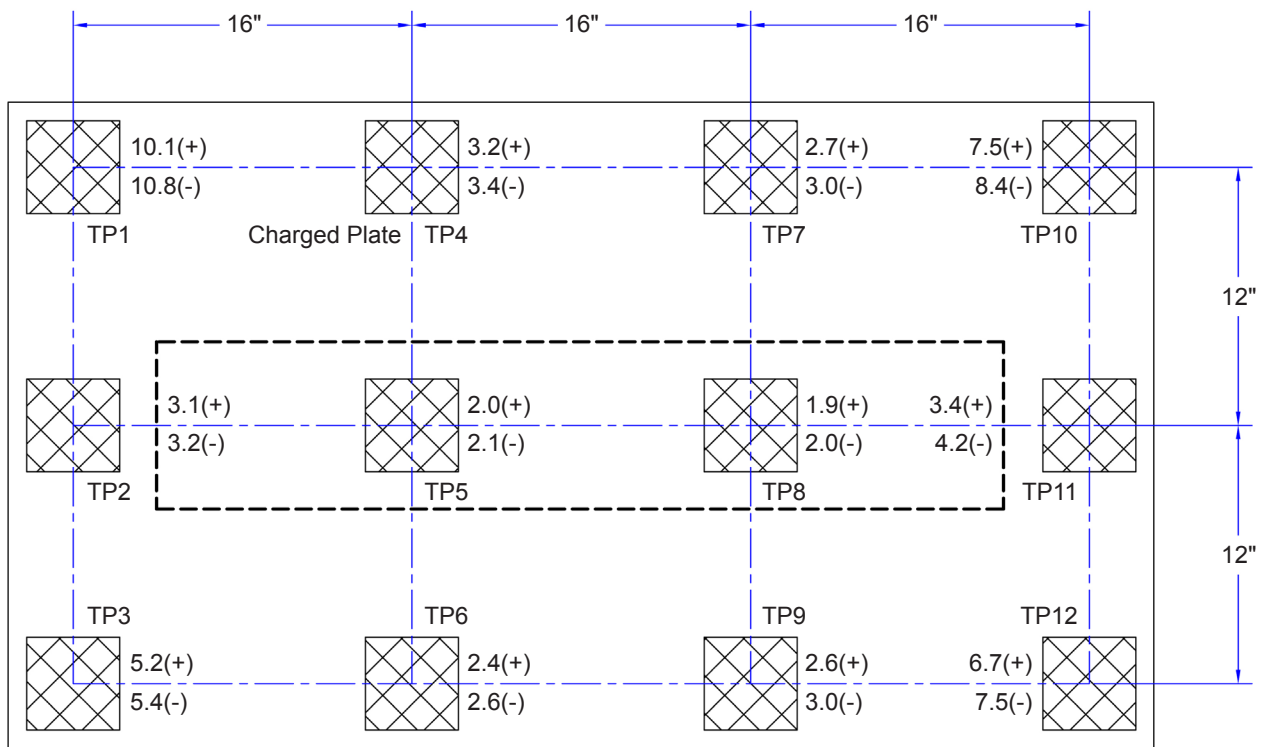 16" 16" 16"
10.1(+) 3.2(+) 2.7(+) 7.5(+)
10.8(-) 3.4(-) 3.0(-) 8.4(-)
TP1 Charged Plate TP4 TP7 TP10
12"
3.1(+) 2.0(+) 1.9(+) 3.4(+)
3.2(-) 2.1(-) 2.0(-) 4.2(-)
TP2 TP5 TP8 TP11
12"
TP3 TP6 TP9 TP12
5.2(+) 2.4(+) 2.6(+) 6.7(+)
5.4(-) 2.6(-) 3.0(-) 7.5(-)